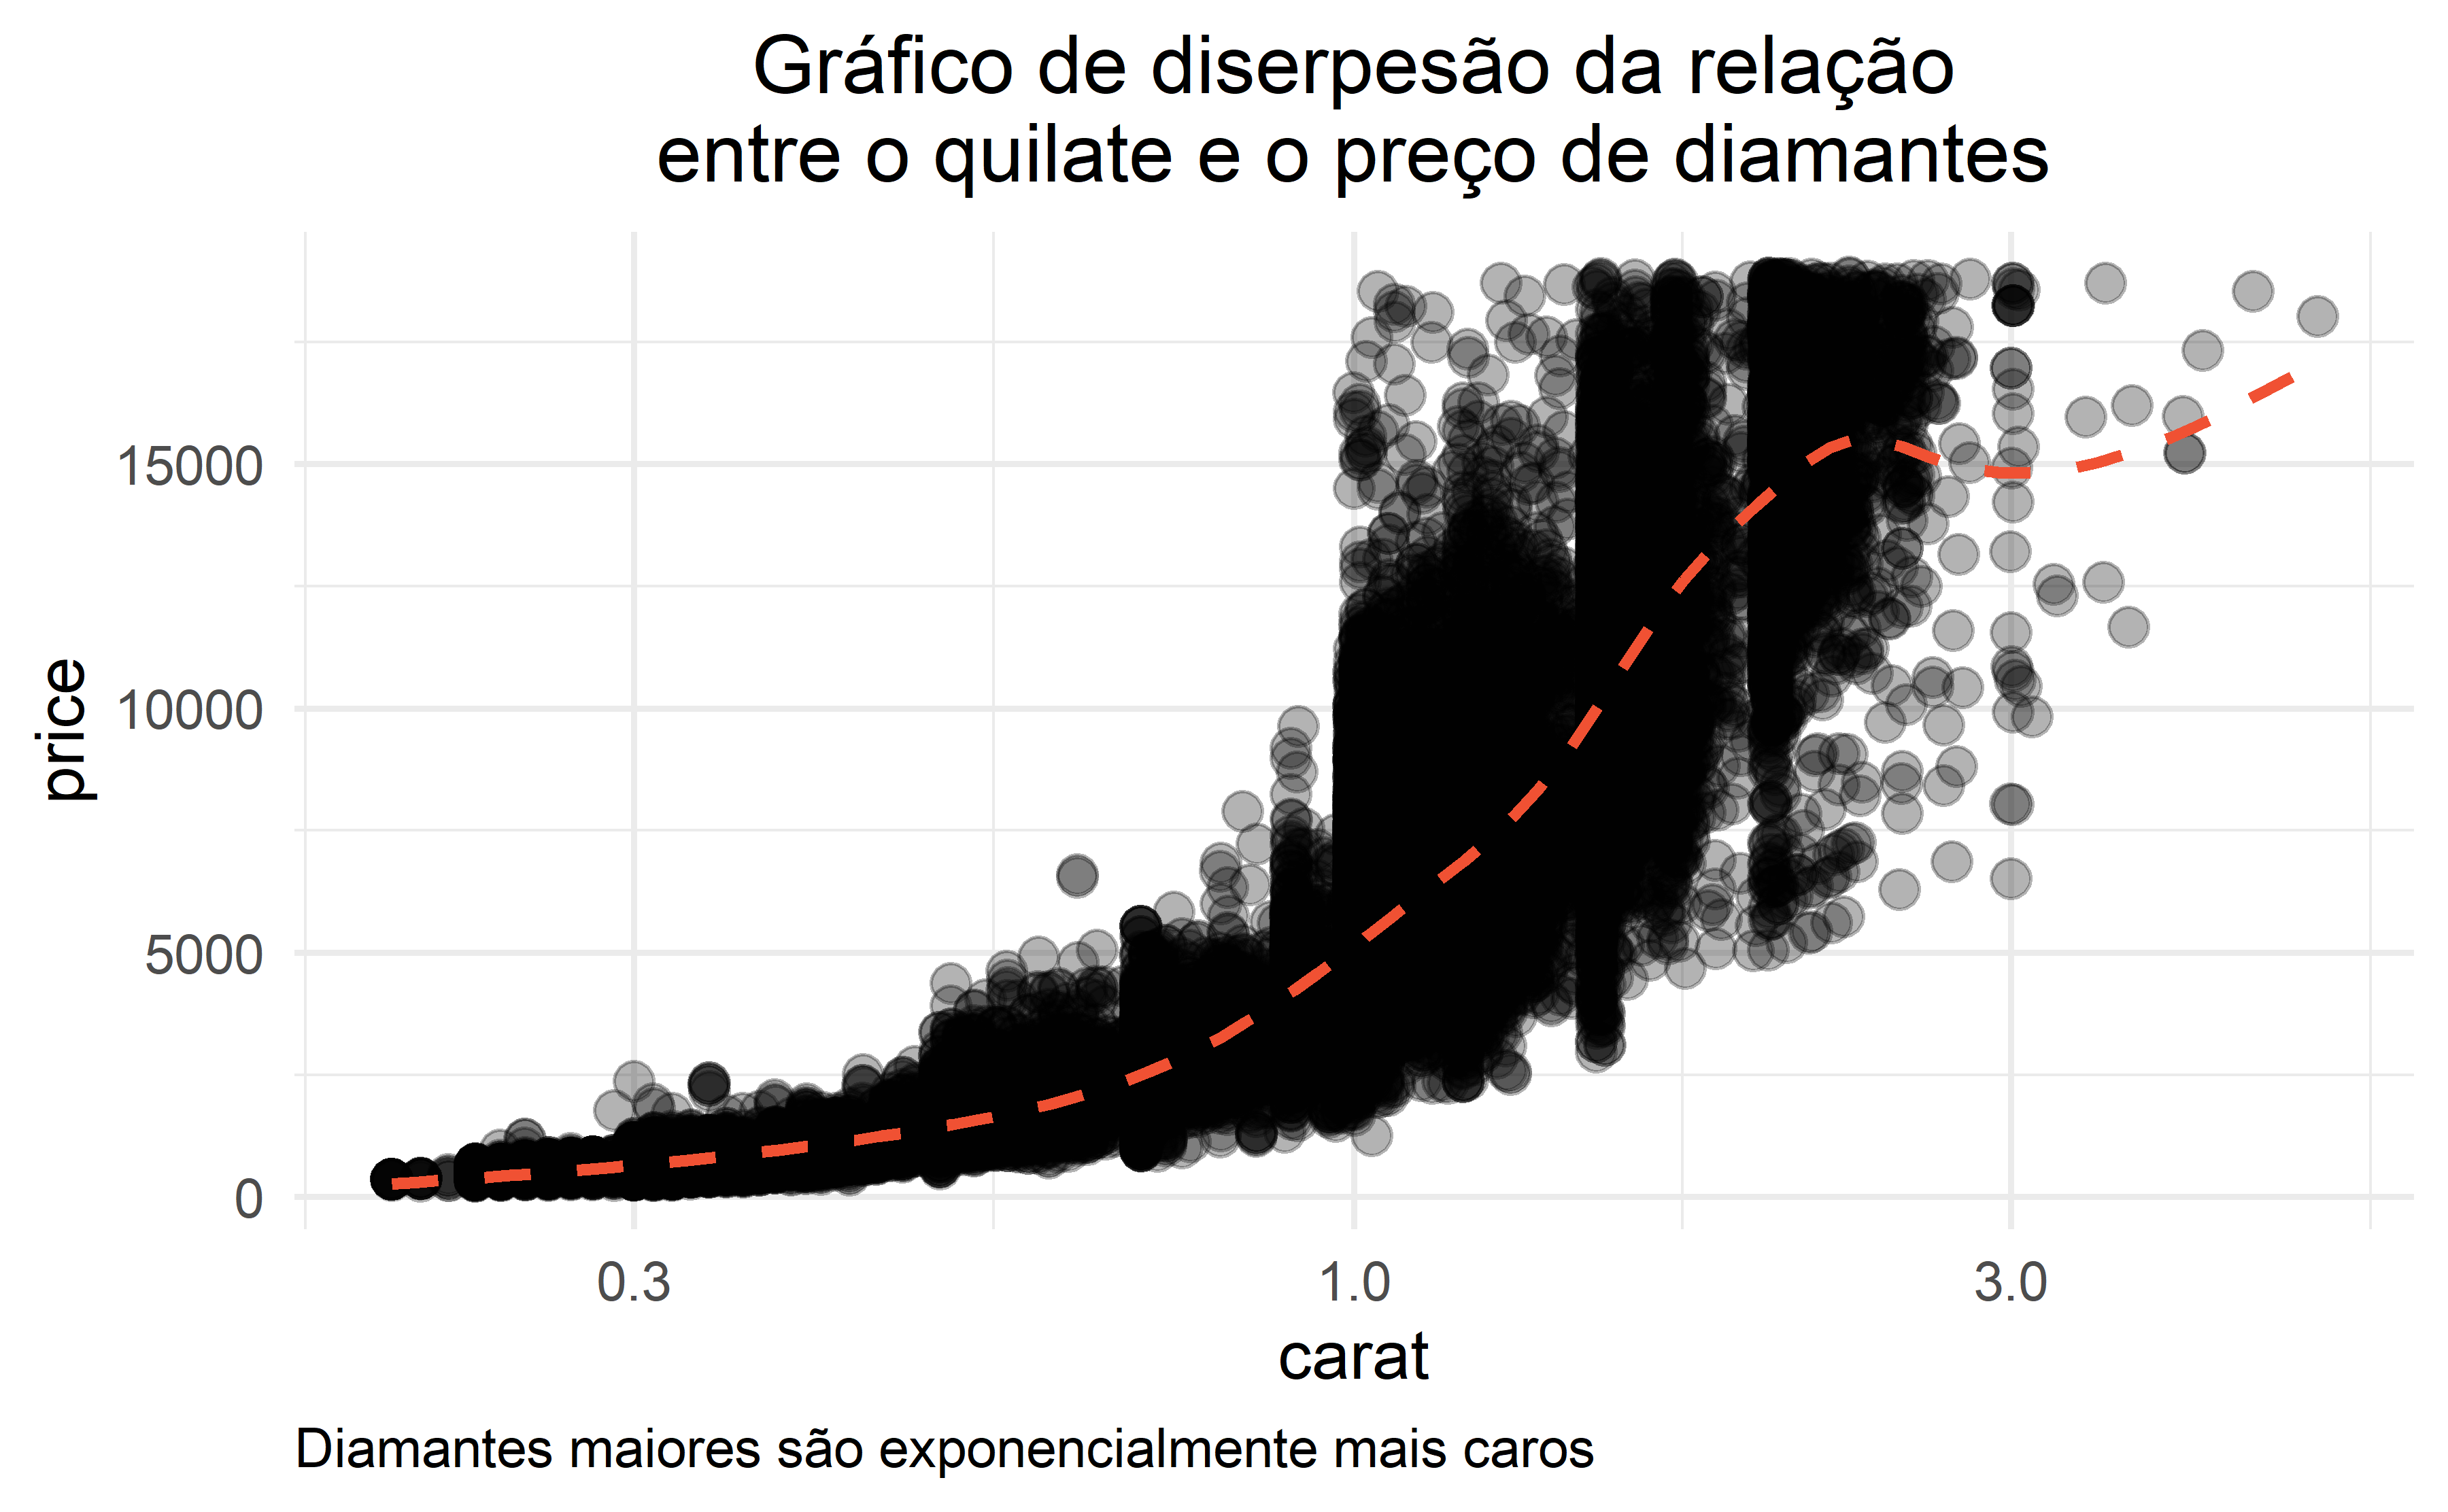 Gráfico de diserpesão da relação
entre o quilate e o preço de diamantes
price
15000
10000
5000
0
0.3 1.0 3.0
carat
Diamantes maiores são exponencialmente mais caros